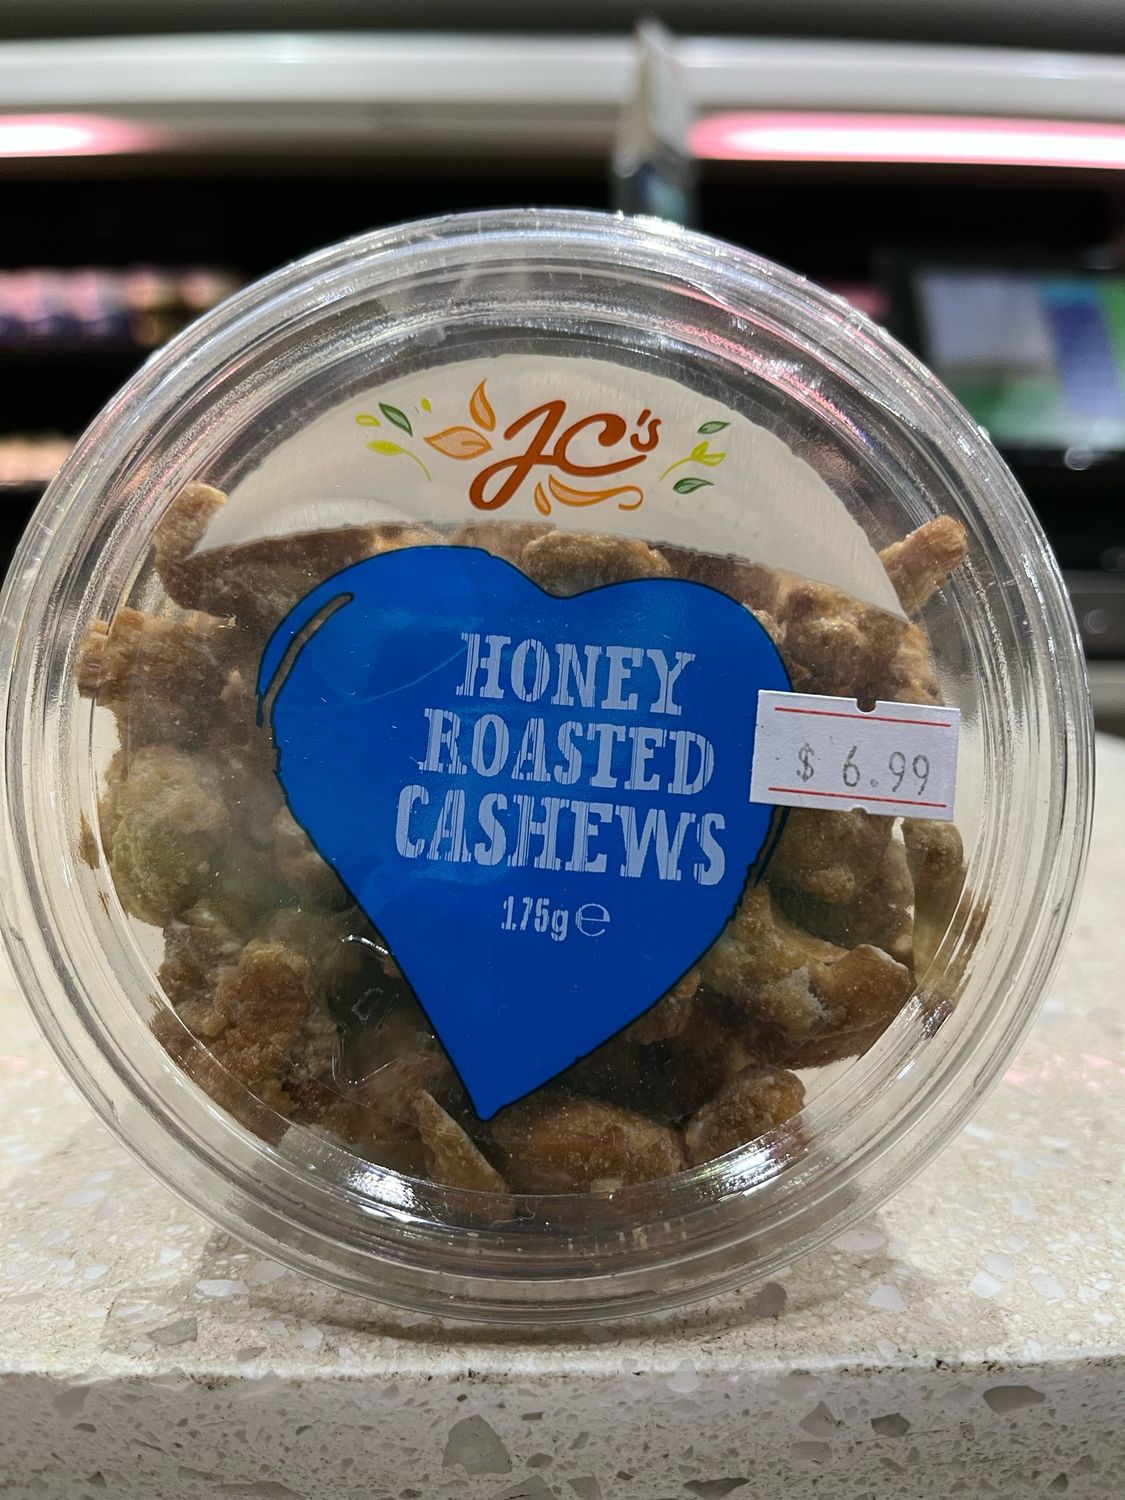 JC's
HONEY
ROASTED
CASHEWS
175g ℮
$ 6.99